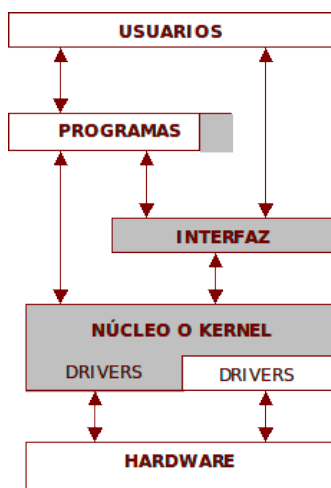 USUARIOS
PROGRAMAS
INTERFAZ
NÚCLEO O KERNEL
DRIVERS DRIVERS
HARDWARE